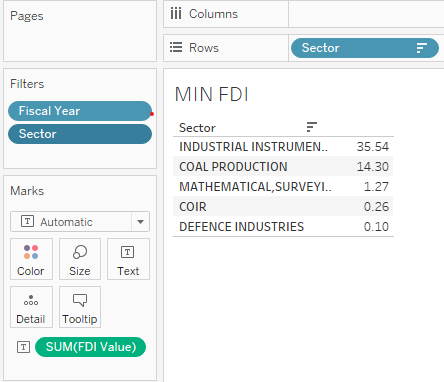 Pages
Columns
Rows
Sector
Filters
Fiscal Year
Sector
Marks
T Automatic
Color
Size
T
Text
Detail
Tooltip
T SUM(FDI Value)
MIN FDI
Sector
INDUSTRIAL INSTRUMEN.. 35.54
COAL PRODUCTION 14.30
MATHEMATICAL,SURVEYI.. 1.27
COIR 0.26
DEFENCE INDUSTRIES 0.10